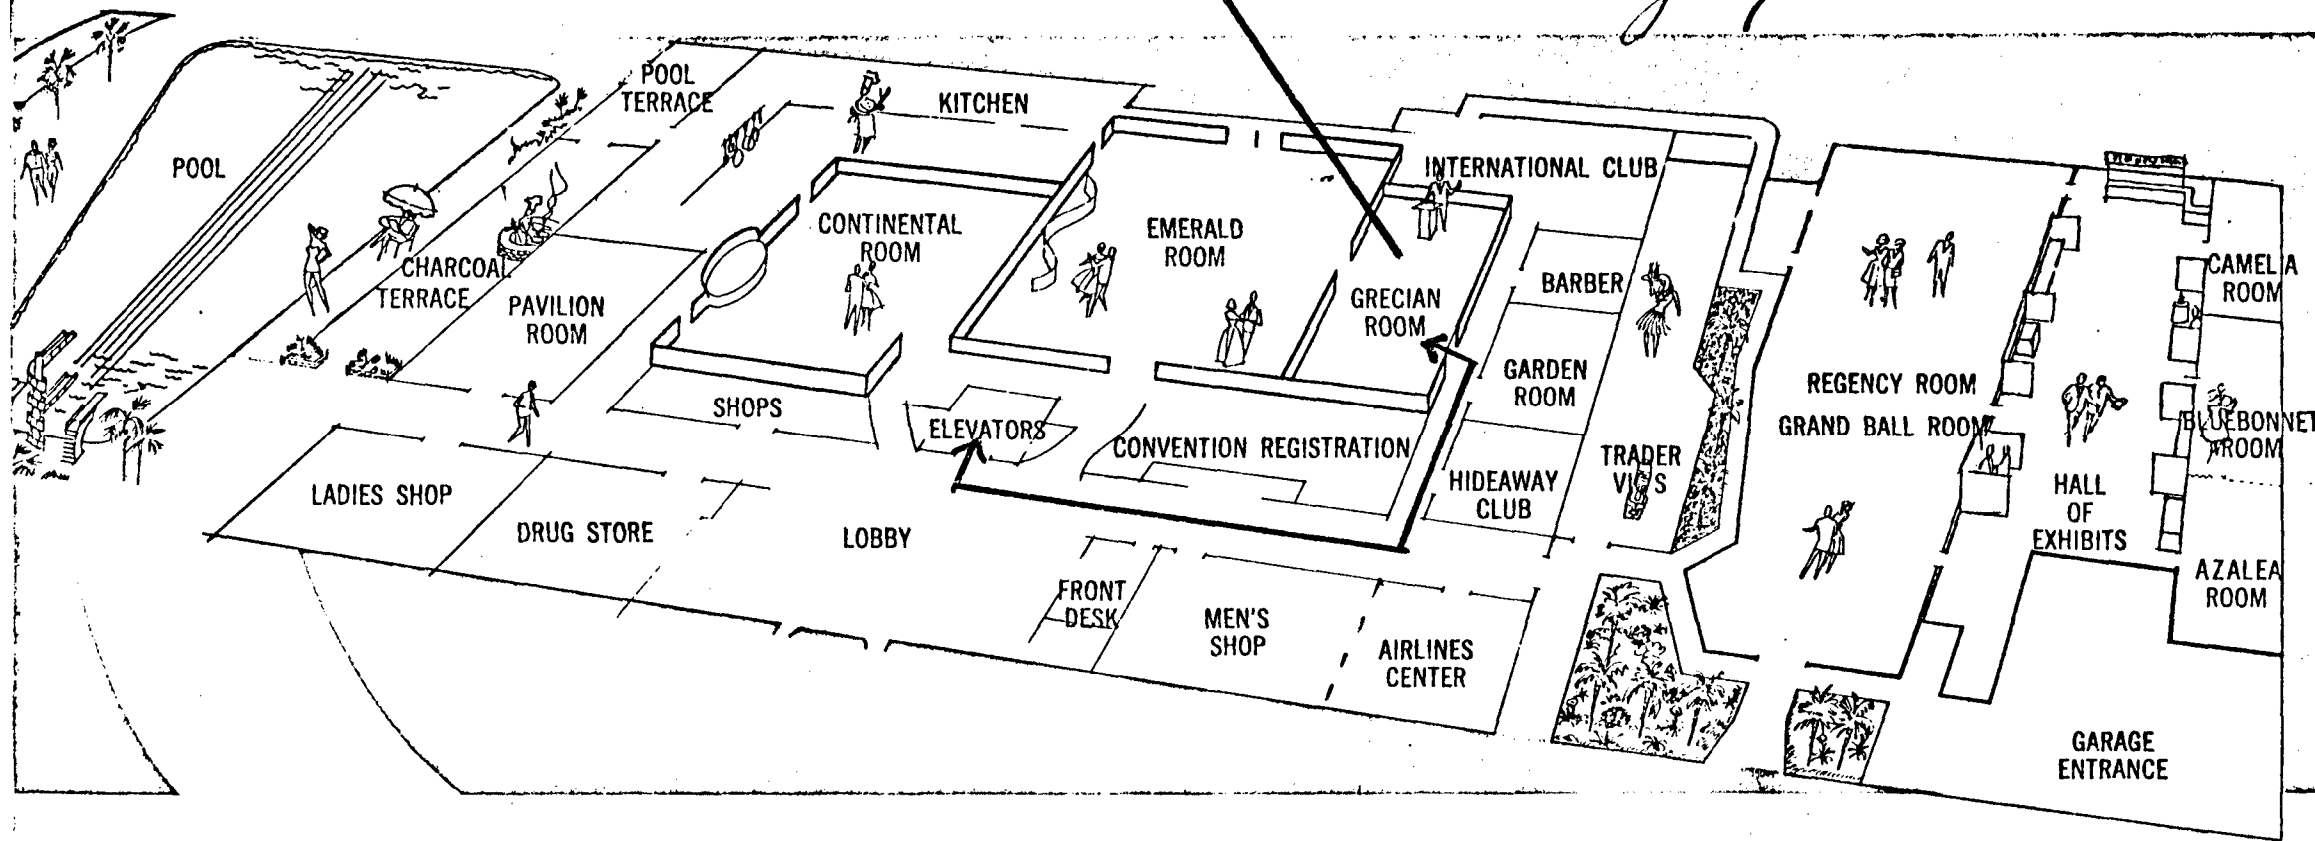 POOL
TERRACE
KITCHEN
POOL
INTERNATIONAL CLUB
CONTINENTAL
ROOM
EMERALD
ROOM
CHARCOAL
TERRACE
PAVILION
ROOM
GRECIAN
ROOM
BARBER
CAMELIA
ROOM
GARDEN
ROOM
REGENCY ROOM
GRAND BALL ROOM
SHOPS
ELEVATORS
CONVENTION REGISTRATION
BLUEBONNET
ROOM
LADIES SHOP
DRUG STORE
LOBBY
HIDEAWAY
CLUB
TRADER
VICS
HALL
OF
EXHIBITS
FRONT
DESK
MEN'S
SHOP
AIRLINES
CENTER
AZALEA
ROOM
GARAGE
ENTRANCE